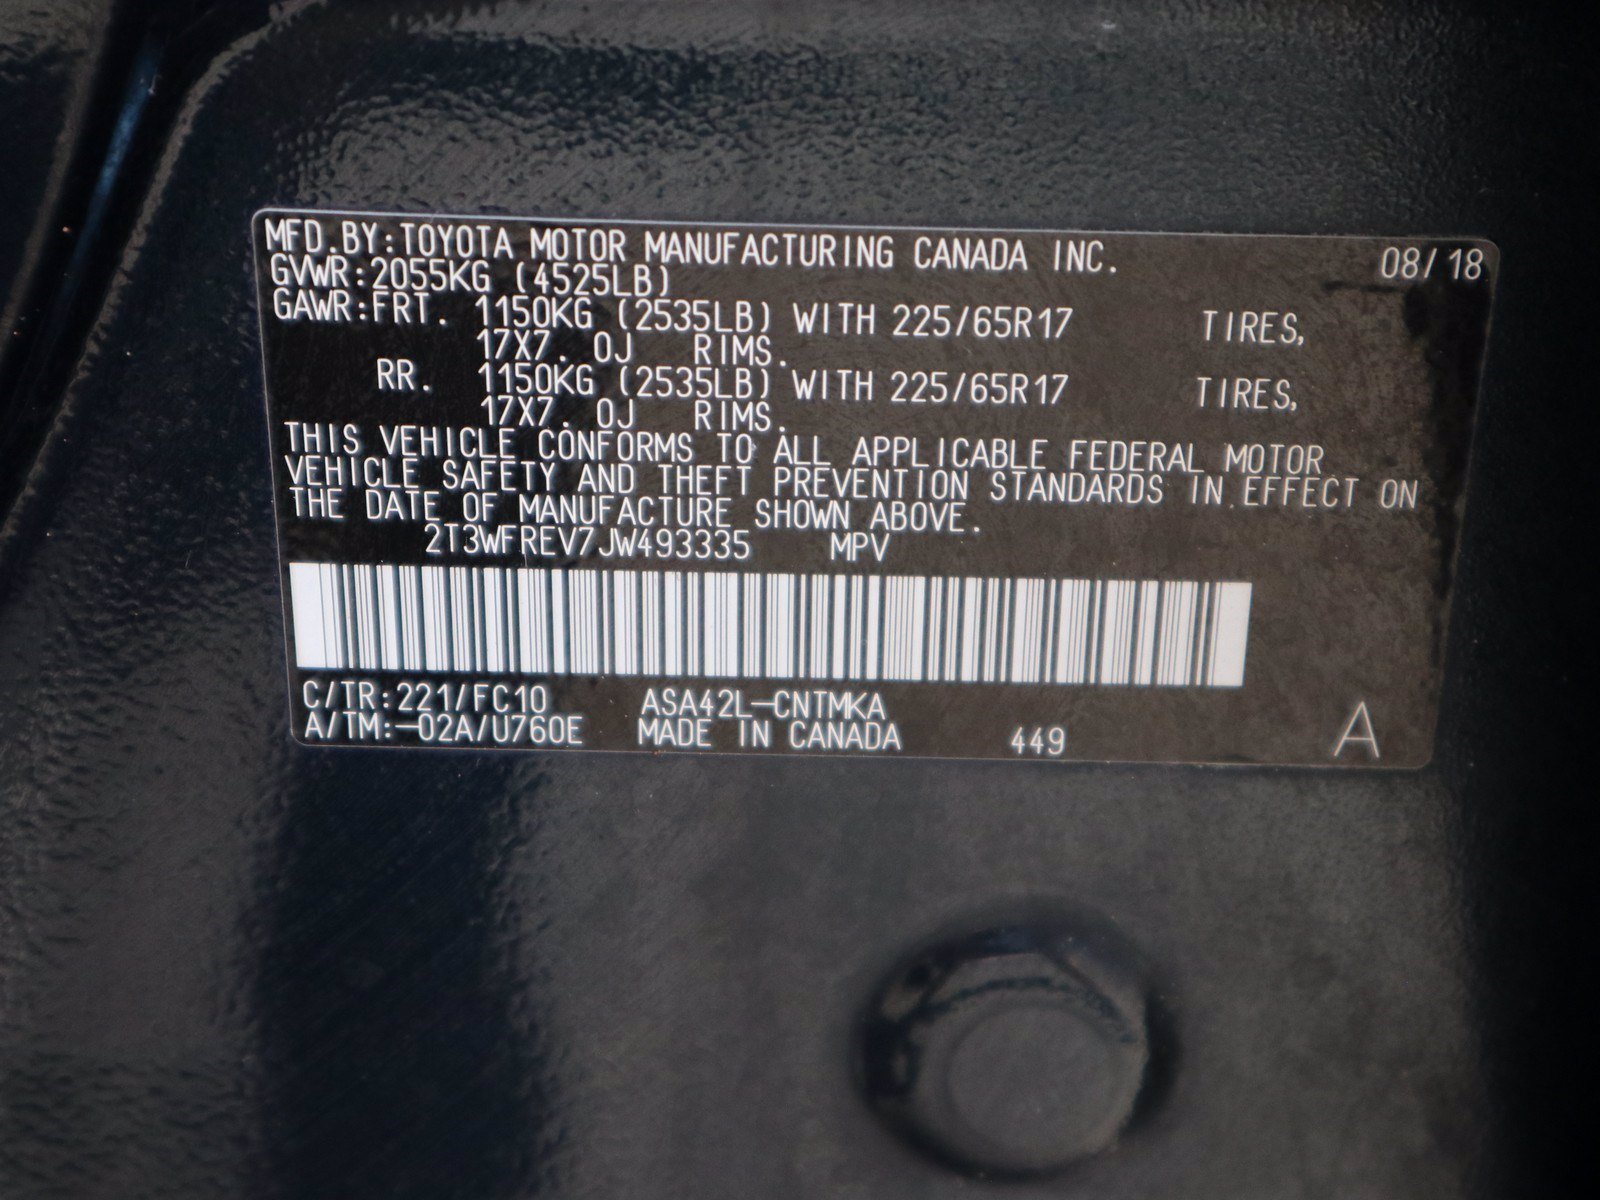 MFD.BY:TOYOTA MOTOR MANUFACTURING CANADA INC. 08/18
GVWR:2055KG (4525LB)
GAWR:FRT. 1150KG (2535LB) WITH 225/65R17 TIRES,
17X7.0J RIMS.
RR. 1150KG (2535LB) WITH 225/65R17 TIRES,
17X7.0J RIMS.
THIS VEHICLE CONFORMS TO ALL APPLICABLE FEDERAL MOTOR
VEHICLE SAFETY AND THEFT PREVENTION STANDARDS IN EFFECT ON
THE DATE OF MANUFACTURE SHOWN ABOVE.
2T3WFREV7JW493335 MPV
C/TR:221/FC10 ASA42L-CNTMKA
A/TM:-02A/U760E MADE IN CANADA 449 A